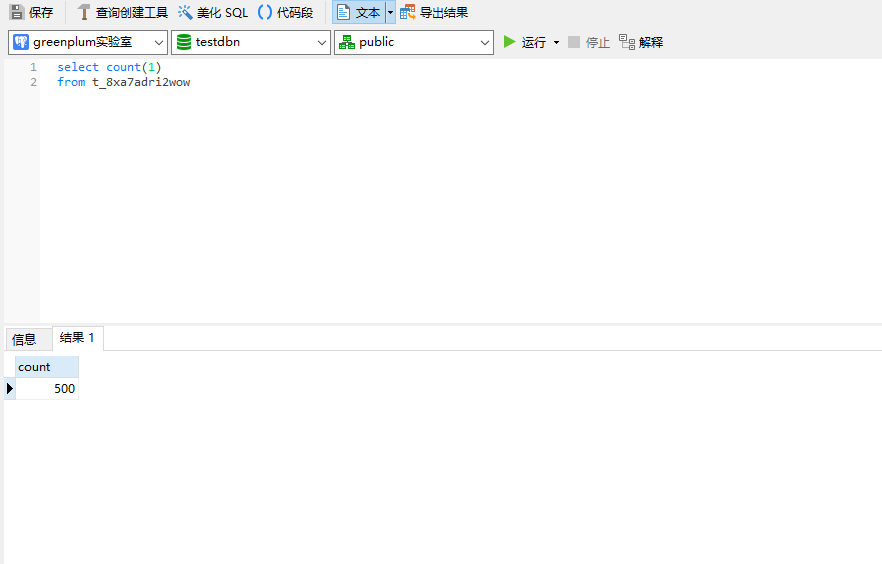 保存 查询创建工具 美化 SQL 代码段 文本 导出结果
greenplum实验室 testdbn public 运行 停止 解释
1 select count(1)
2 from t_8xa7adri2wow
信息 结果 1
count
500